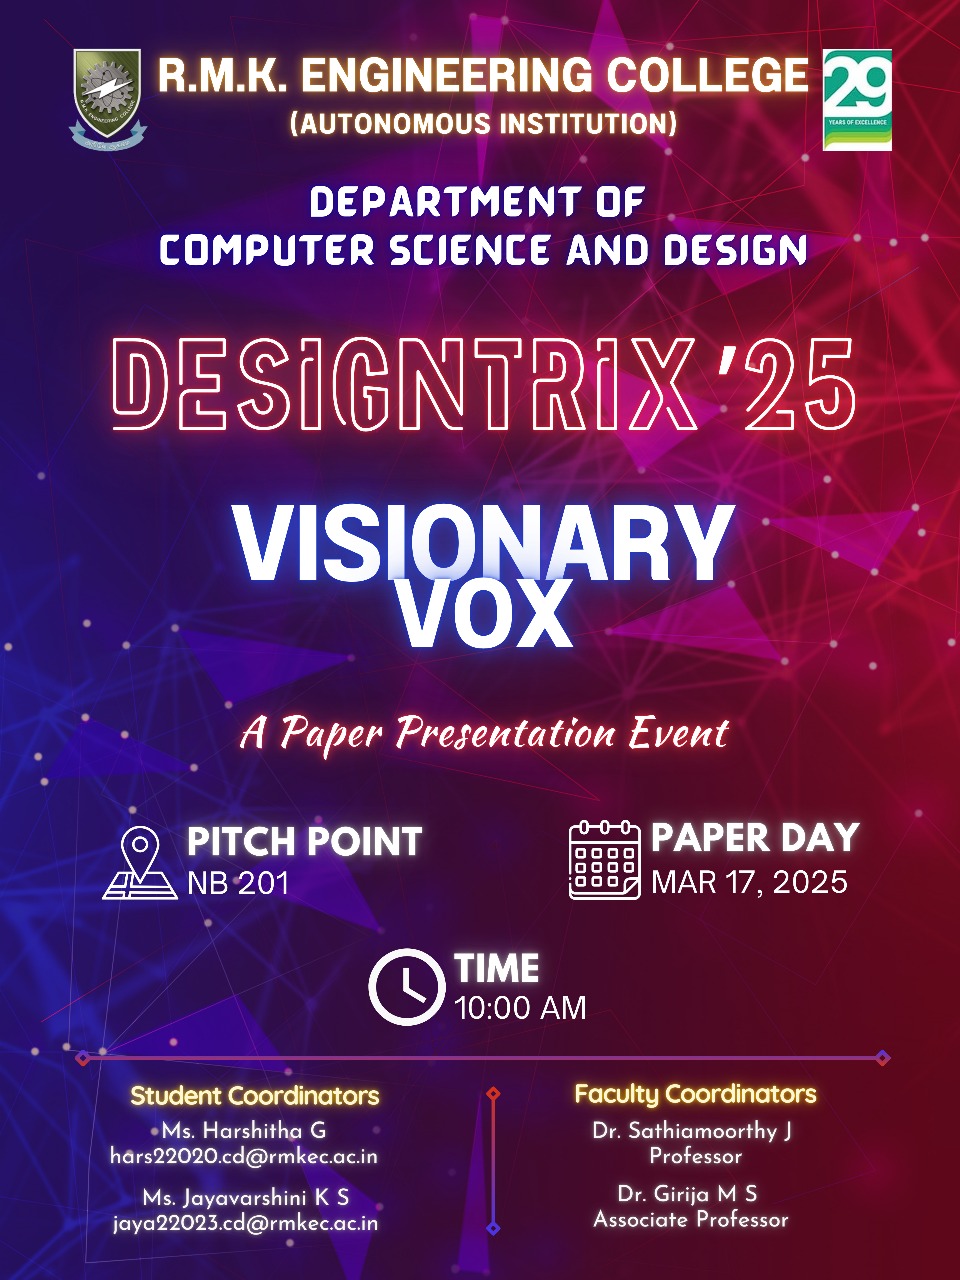 R.M.K. ENGINEERING COLLEGE
(AUTONOMOUS INSTITUTION)
29
YEARS OF EXCELLENCE
R.M.K. ENGINEERING COLLEGE
DEPARTMENT OF
COMPUTER SCIENCE AND DESIGN
DESIGNTRIX '25
VISIONARY
VOX
A Paper Presentation Event
PITCH POINT
NB 201
PAPER DAY
MAR 17, 2025
TIME
10:00 AM
Student Coordinators
Ms. Harshitha G
hars22020.cd@rmkec.ac.in
Ms. Jayavarshini K S
jaya22023.cd@rmkec.ac.in
Faculty Coordinators
Dr. Sathiamoorthy J
Professor
Dr. Girija M S
Associate Professor